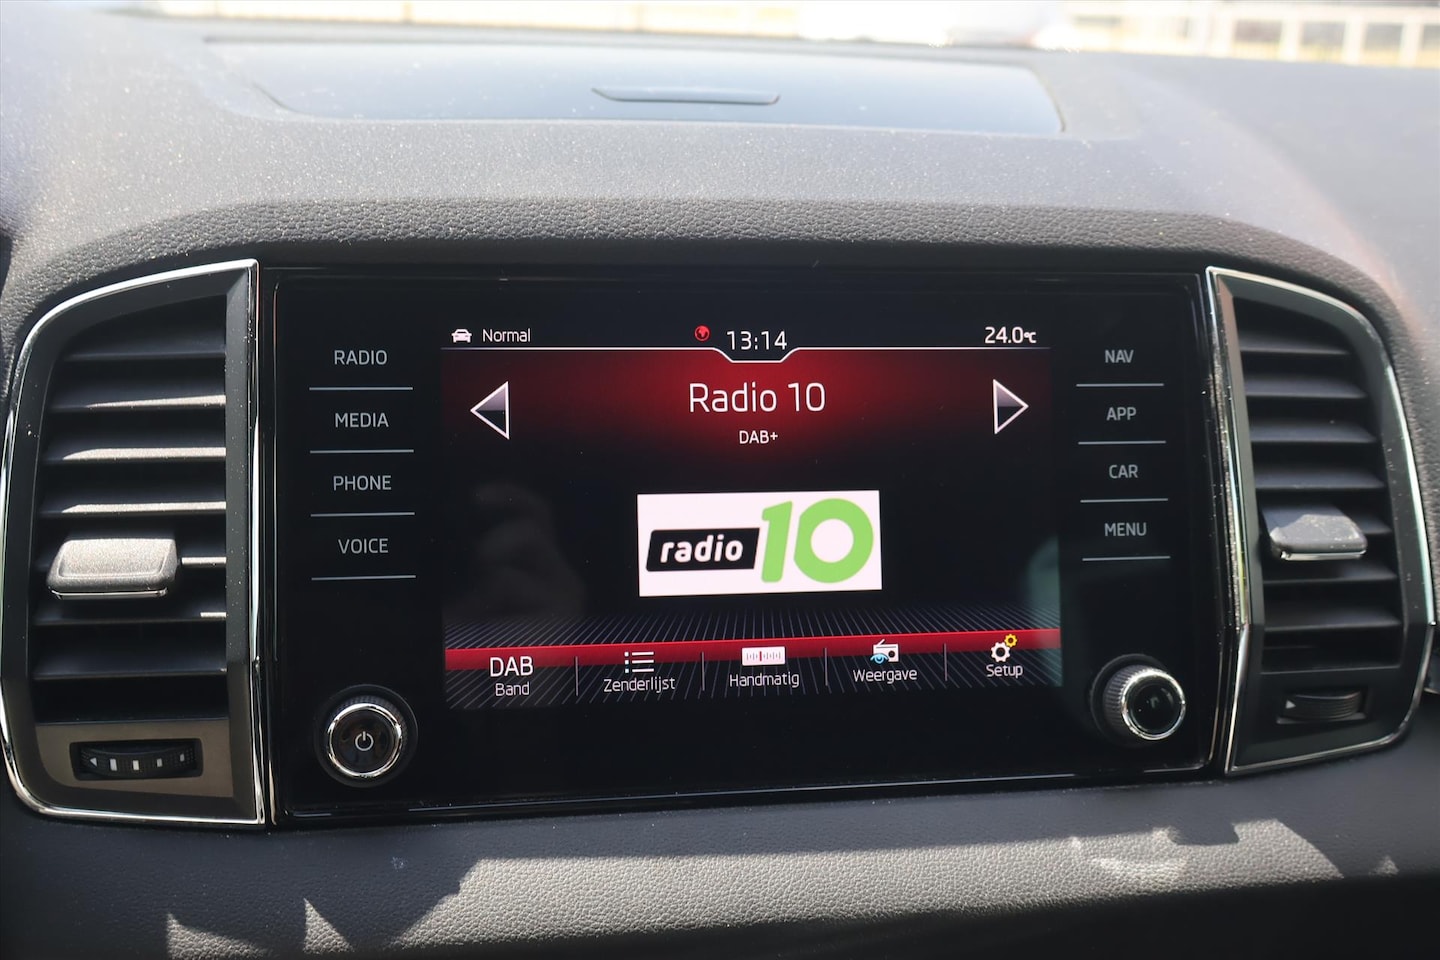 RADIO
MEDIA
PHONE
VOICE
Normal
13:14
24.0°C
Radio 10
DAB+
radio 10
DAB
Band
Zenderlijst
Handmatig
Weergave
Setup
NAV
APP
CAR
MENU